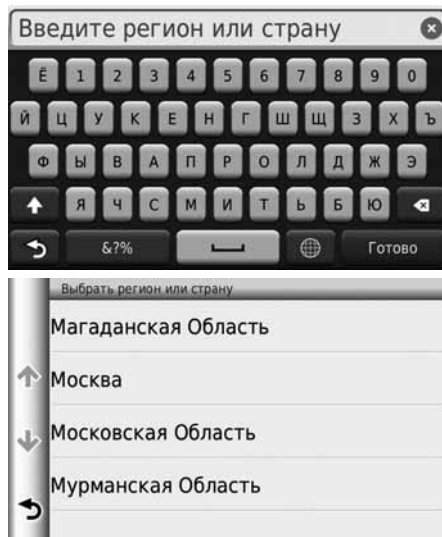 Введите регион или страну
Ё 1 2 3 4 5 6 7 8 9 0
Й Ц У К Е Н Г Ш Щ З Х Ъ
Ф Ы В А П Р О Л Д Ж Э
Я Ч С М И Т Ь Б Ю
&?% Готово
Выбрать регион или страну
Магаданская Область
Москва
Московская Область
Мурманская Область